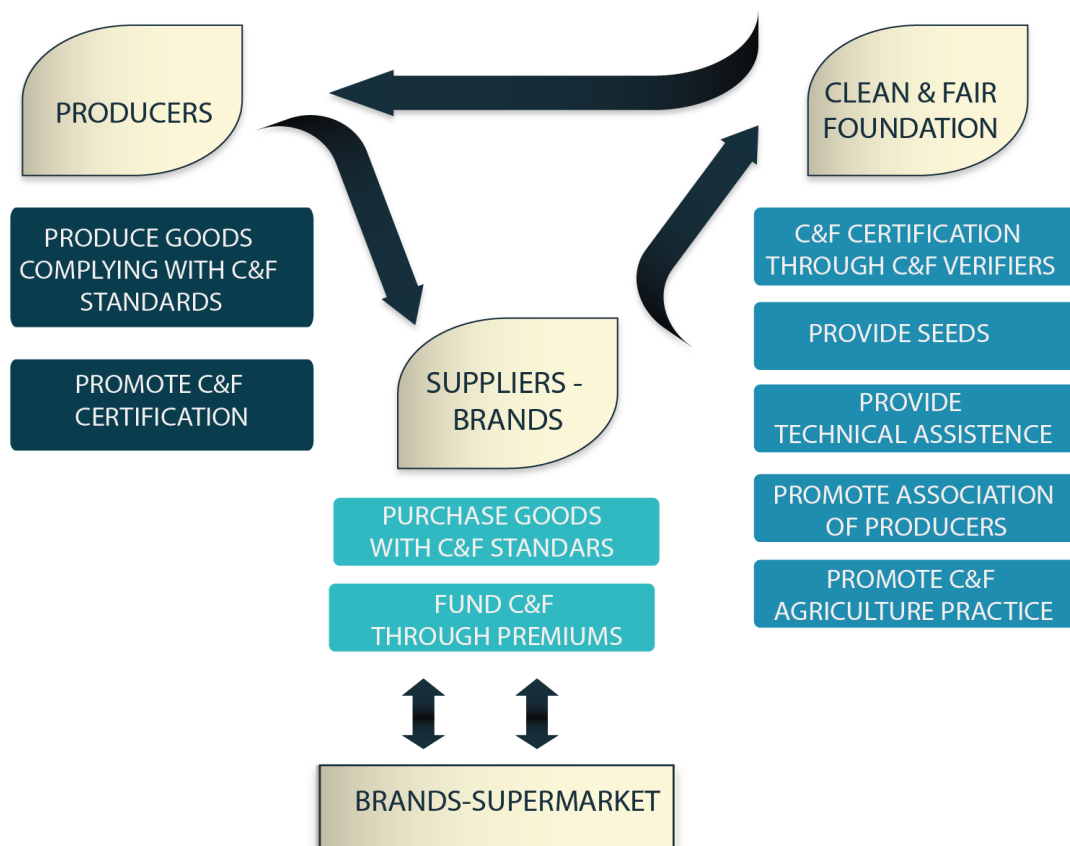 PRODUCERS
PRODUCE GOODS
COMPLYING WITH C&F
STANDARDS
PROMOTE C&F
CERTIFICATION
SUPPLIERS -
BRANDS
PURCHASE GOODS
WITH C&F STANDARS
FUND C&F
THROUGH PREMIUMS
BRANDS-SUPERMARKET
CLEAN & FAIR
FOUNDATION
C&F CERTIFICATION
THROUGH C&F VERIFIERS
PROVIDE SEEDS
PROVIDE
TECHNICAL ASSISTENCE
PROMOTE ASSOCIATION
OF PRODUCERS
PROMOTE C&F
AGRICULTURE PRACTICE